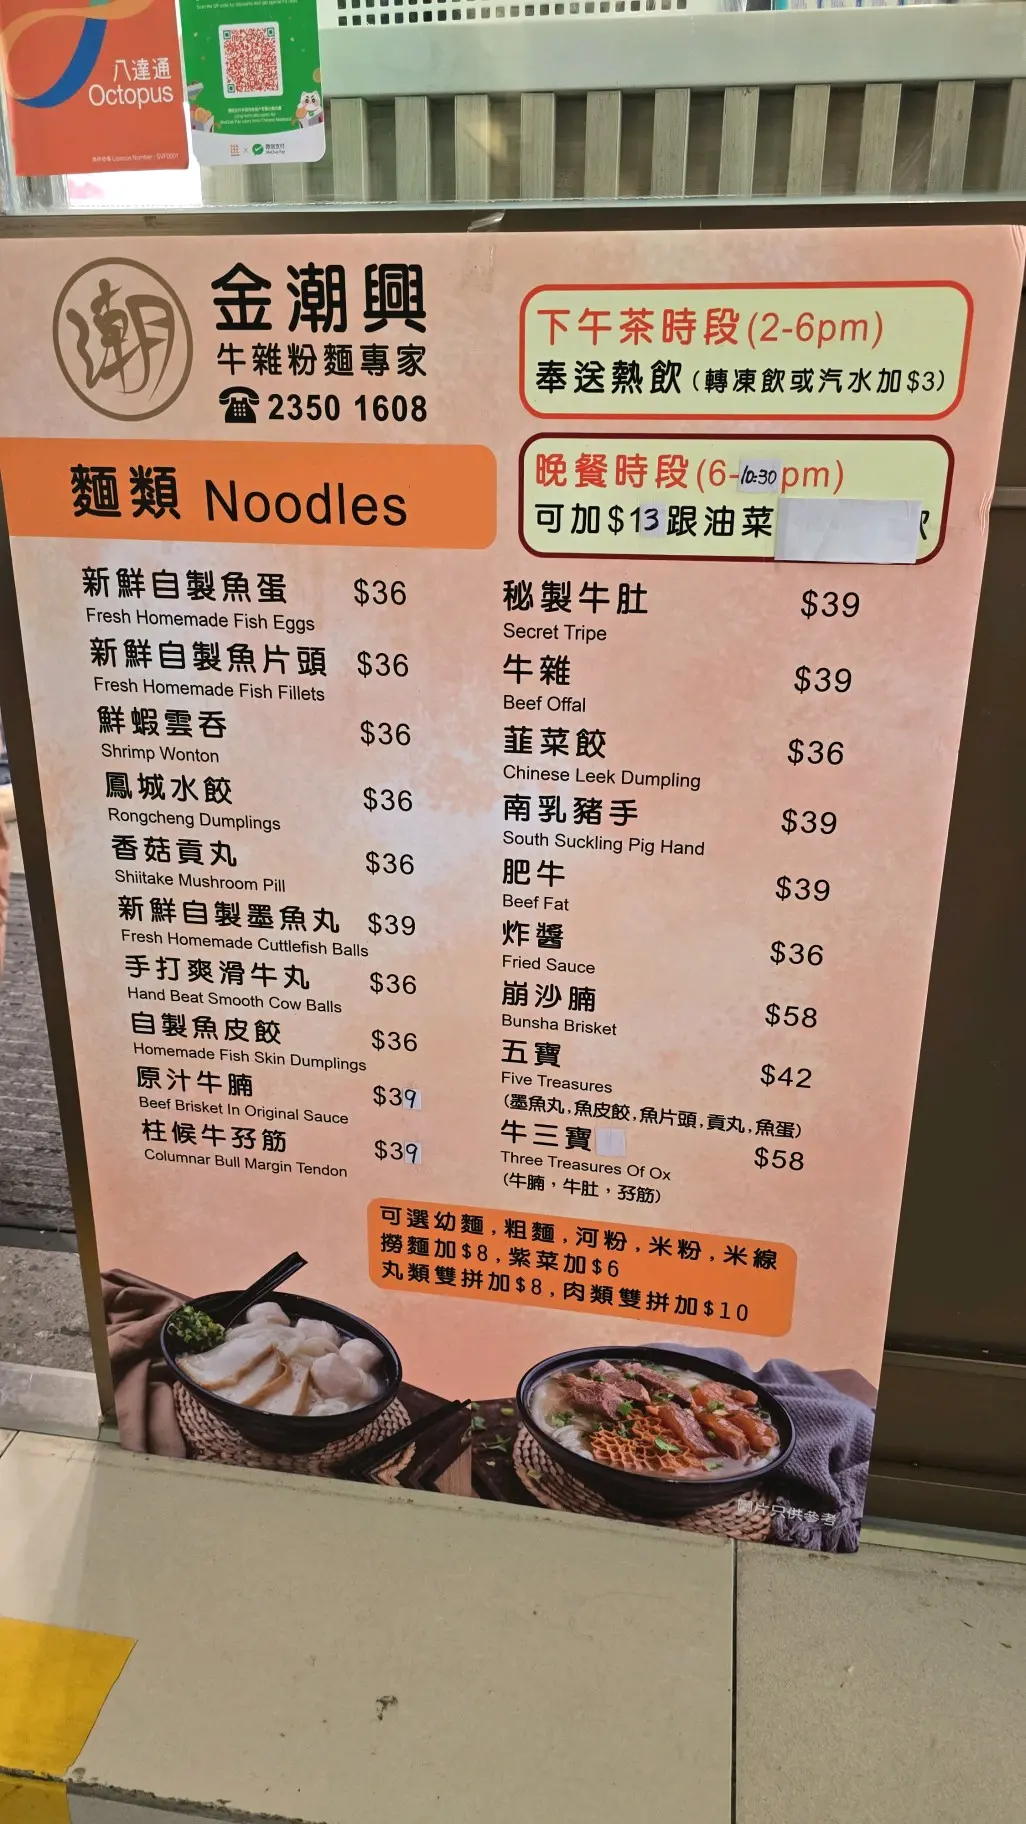 八達通
Octopus
金潮興
牛雜粉麵專家
☎2350 1608
下午茶時段(2-6pm)
奉送熱飲(轉凍飲或汽水加$3)
晚餐時段(6-10:30pm)
可加$13跟油菜
麵類 Noodles
新鮮自製魚蛋 $36
Fresh Homemade Fish Eggs
新鮮自製魚片頭 $36
Fresh Homemade Fish Fillets
鮮蝦雲吞 $36
Shrimp Wonton
鳳城水餃 $36
Rongcheng Dumplings
香菇貢丸 $36
Shiitake Mushroom Pill
新鮮自製墨魚丸 $39
Fresh Homemade Cuttlefish Balls
手打爽滑牛丸 $36
Hand Beat Smooth Cow Balls
自製魚皮餃 $36
Homemade Fish Skin Dumplings
原汁牛腩 $39
Beef Brisket In Original Sauce
柱候牛孖筋 $39
Columnar Bull Margin Tendon
秘製牛肚 $39
Secret Tripe
牛雜 $39
Beef Offal
韮菜餃 $36
Chinese Leek Dumpling
南乳豬手 $39
South Suckling Pig Hand
肥牛 $39
Beef Fat
炸醬 $36
Fried Sauce
崩沙腩 $58
Bunsha Brisket
五寶 $42
Five Treasures
(墨魚丸,魚皮餃,魚片頭,貢丸,魚蛋)
牛三寶 $58
Three Treasures Of Ox
(牛腩，牛肚，孖筋)
可選幼麵,粗麵,河粉,米粉,米線
撈麵加$8,紫菜加$6
丸類雙拼加$8,肉類雙拼加$10
圖片只供參考